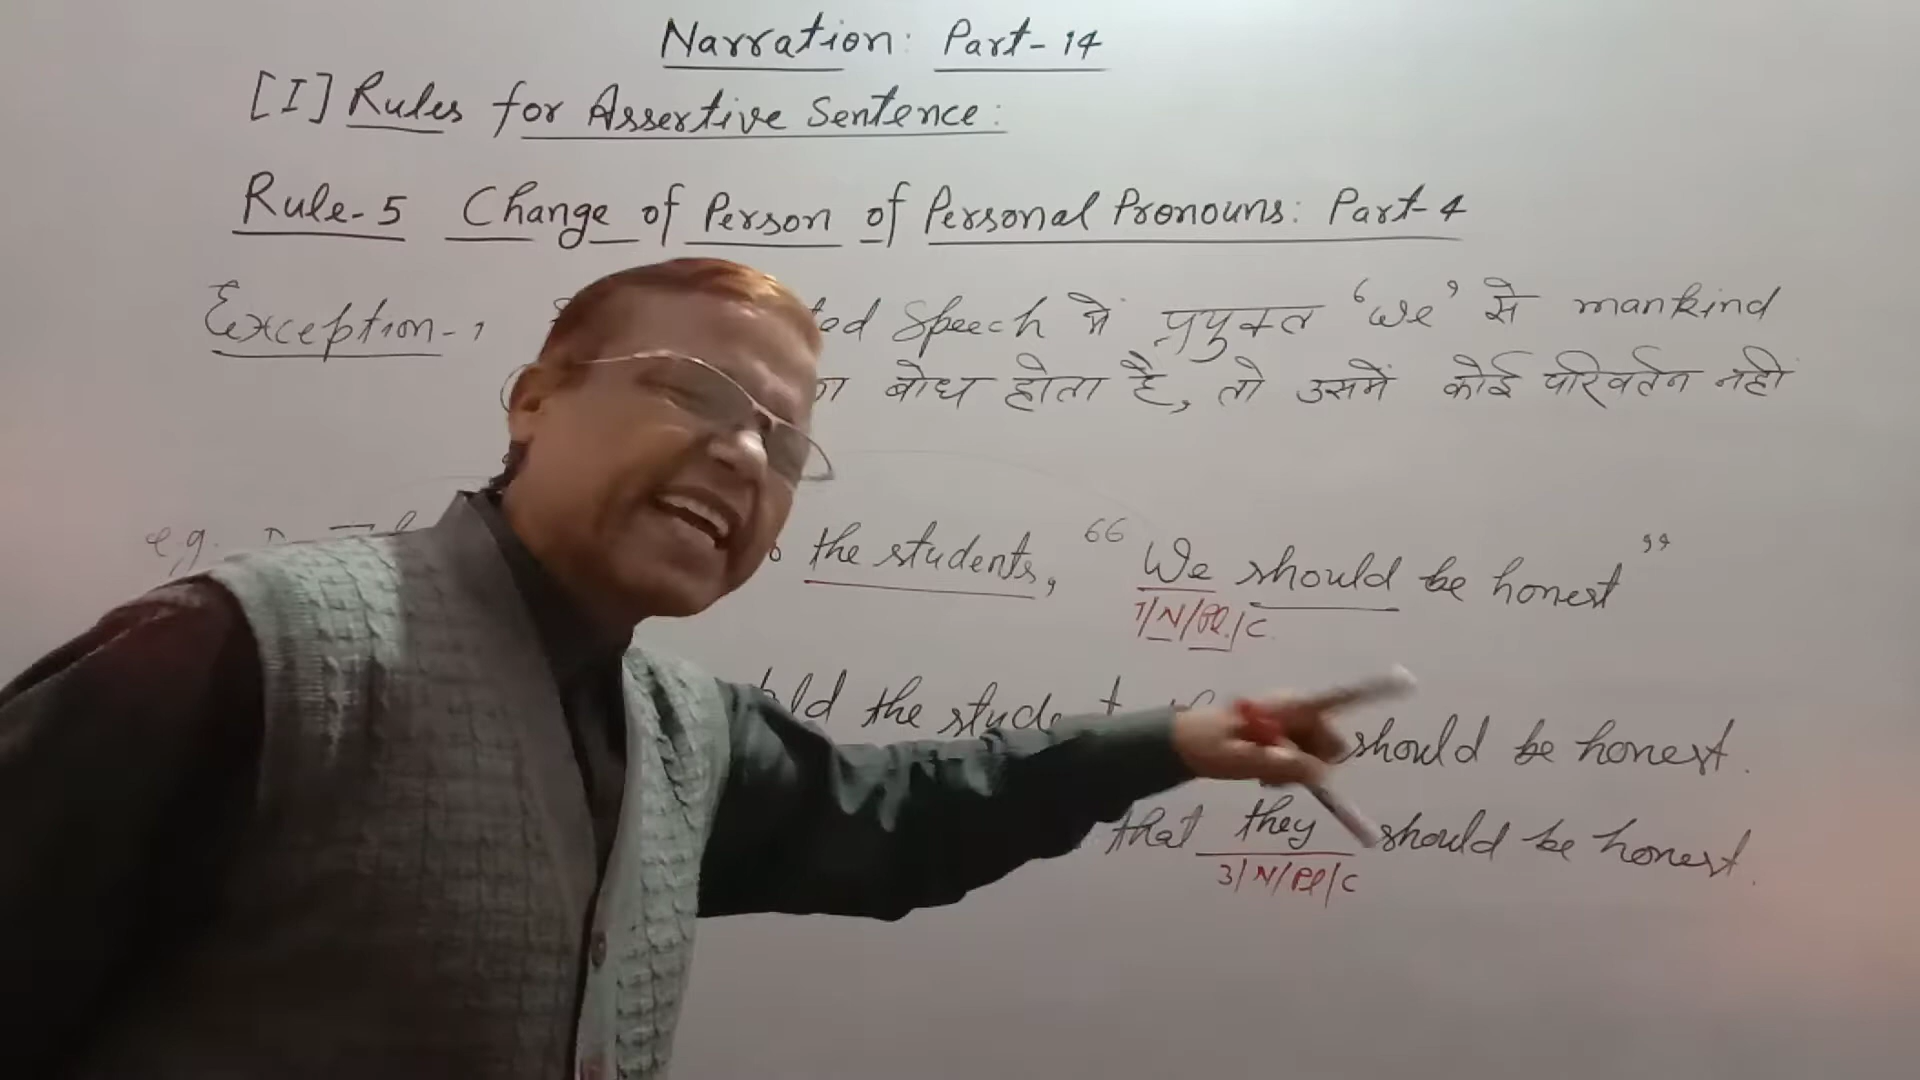 Narration: Part-14
[I] Rules for Assertive Sentence:
Rule-5 Change of Person of Personal Pronouns: Part-4
Exception-1 Speech में प्रयुक्त ‘We’ से mankind
का बोध होता है, तो उसमें कोई परिवर्तन नहीं
e.g. the students, “We should be honest”
1/N/Pl./C
the should be honest.
that they should be honest.
3/N/Pl/C